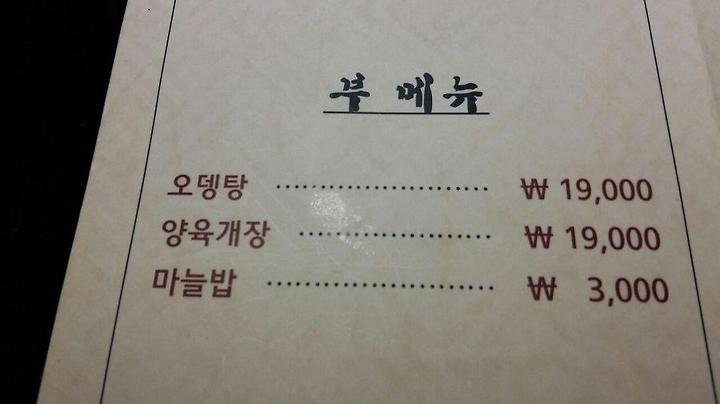 부 메뉴
오뎅탕 ........................ ₩ 19,000
양육개장 ...................... ₩ 19,000
마늘밥 ........................ ₩ 3,000